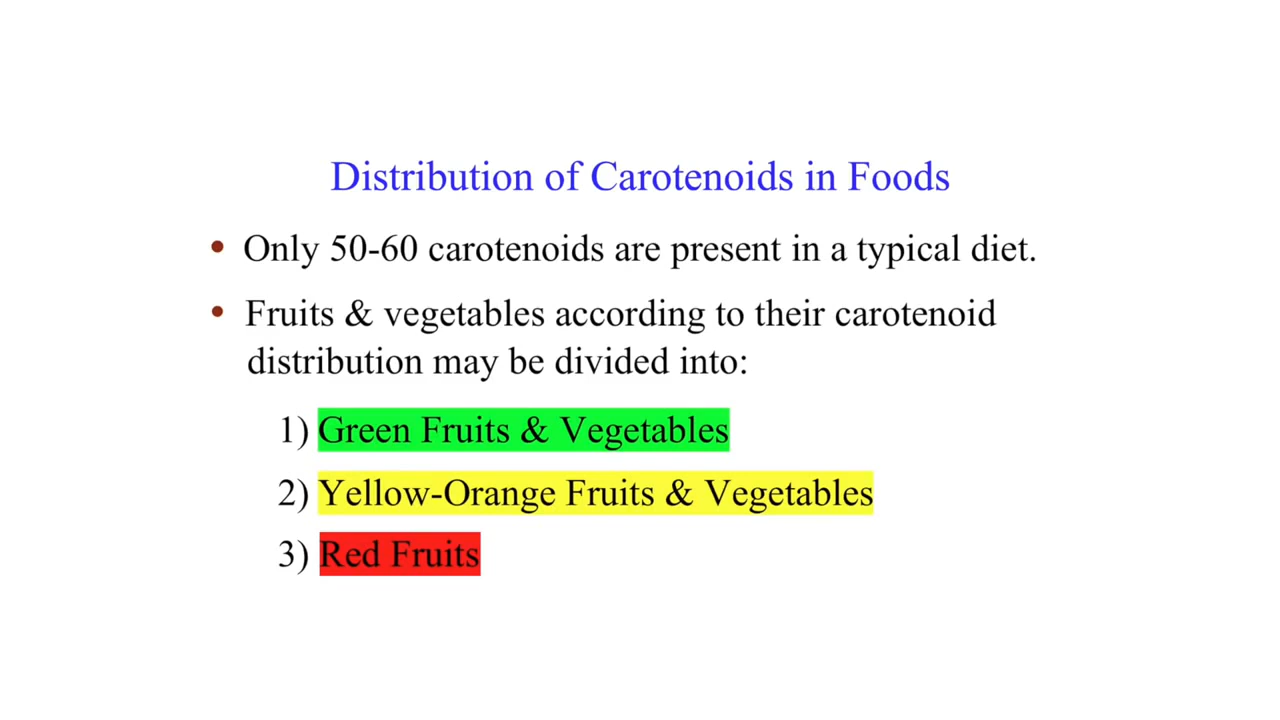 Distribution of Carotenoids in Foods
• Only 50-60 carotenoids are present in a typical diet.
• Fruits & vegetables according to their carotenoid
distribution may be divided into:
1) Green Fruits & Vegetables
2) Yellow-Orange Fruits & Vegetables
3) Red Fruits